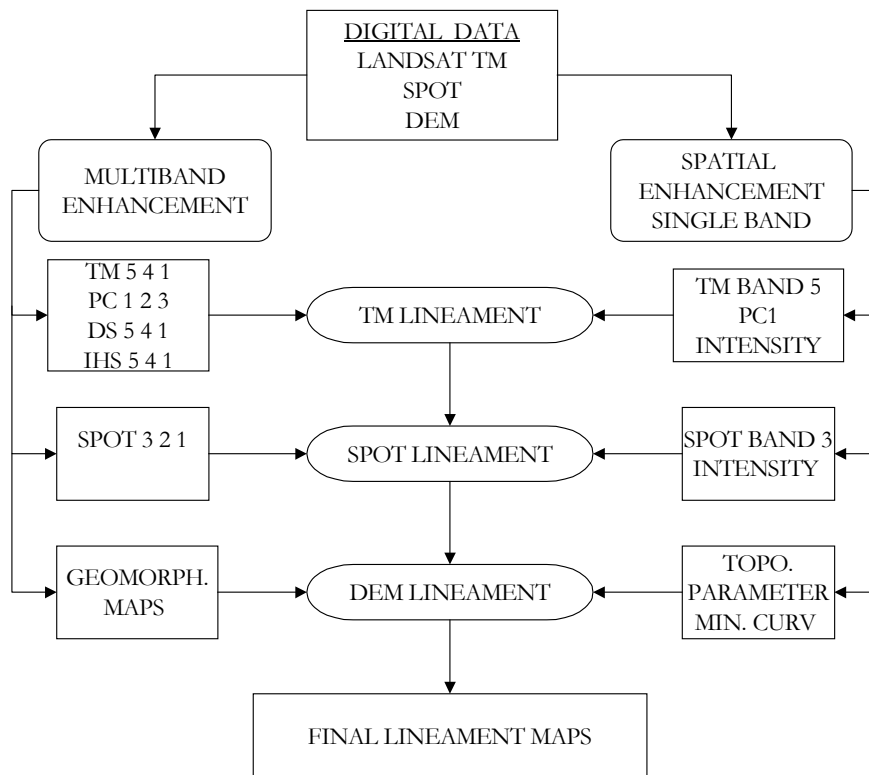 DIGITAL DATA
LANDSAT TM
SPOT
DEM
MULTIBAND
ENHANCEMENT
SPATIAL
ENHANCEMENT
SINGLE BAND
TM 5 4 1
PC 1 2 3
DS 5 4 1
IHS 5 4 1
TM LINEAMENT
TM BAND 5
PC1
INTENSITY
SPOT 3 2 1
SPOT LINEAMENT
SPOT BAND 3
INTENSITY
GEOMORPH.
MAPS
DEM LINEAMENT
TOPO.
PARAMETER
MIN. CURV
FINAL LINEAMENT MAPS